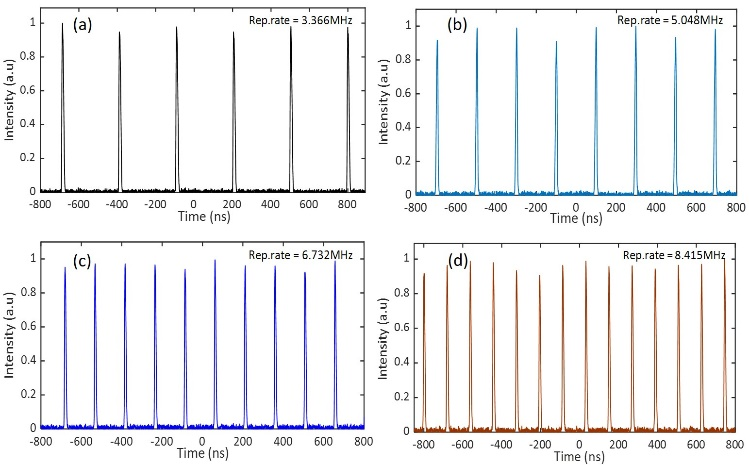 (a)
Rep.rate = 3.366MHz
Intensity (a.u)
1
0.8
0.6
0.4
0.2
0
-800 -600 -400 -200 0 200 400 600 800
Time (ns)
(b)
Rep.rate = 5.048MHz
Intensity (a.u)
1
0.8
0.6
0.4
0.2
0
-800 -600 -400 -200 0 200 400 600 800
Time (ns)
(c)
Rep.rate = 6.732MHz
Intensity (a.u)
1
0.8
0.6
0.4
0.2
0
-800 -600 -400 -200 0 200 400 600 800
Time (ns)
(d)
Rep.rate = 8.415MHz
Intensity (a.u)
1
0.8
0.6
0.4
0.2
0
-800 -600 -400 -200 0 200 400 600 800
Time (ns)